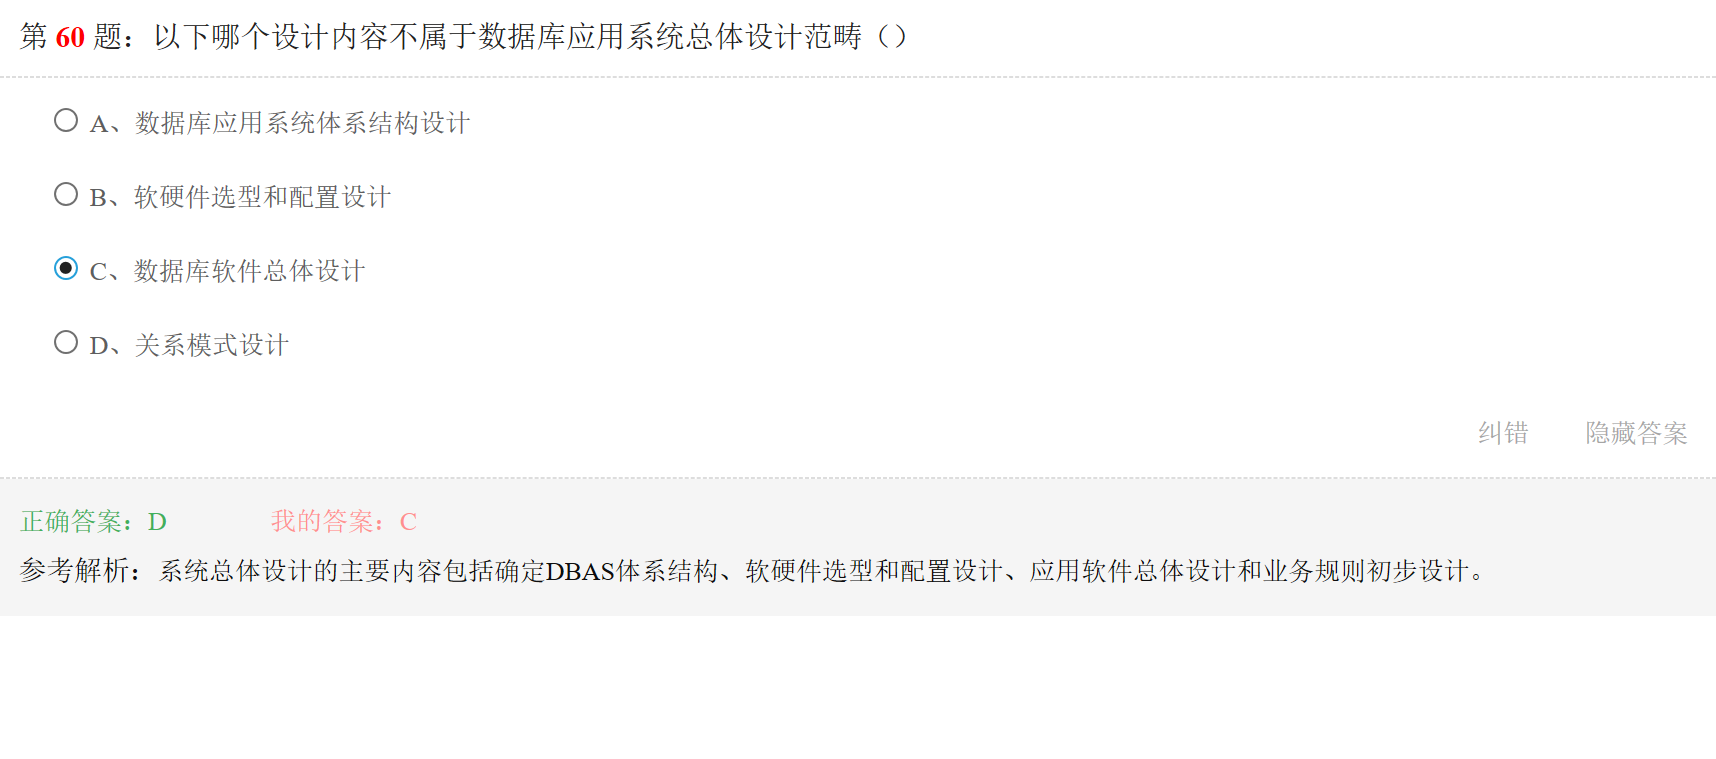 第 60 题：以下哪个设计内容不属于数据库应用系统总体设计范畴（）
A、数据库应用系统体系结构设计
B、软硬件选型和配置设计
C、数据库软件总体设计
D、关系模式设计
纠错 隐藏答案
正确答案：D 我的答案：C
参考解析：系统总体设计的主要内容包括确定DBAS体系结构、软硬件选型和配置设计、应用软件总体设计和业务规则初步设计。